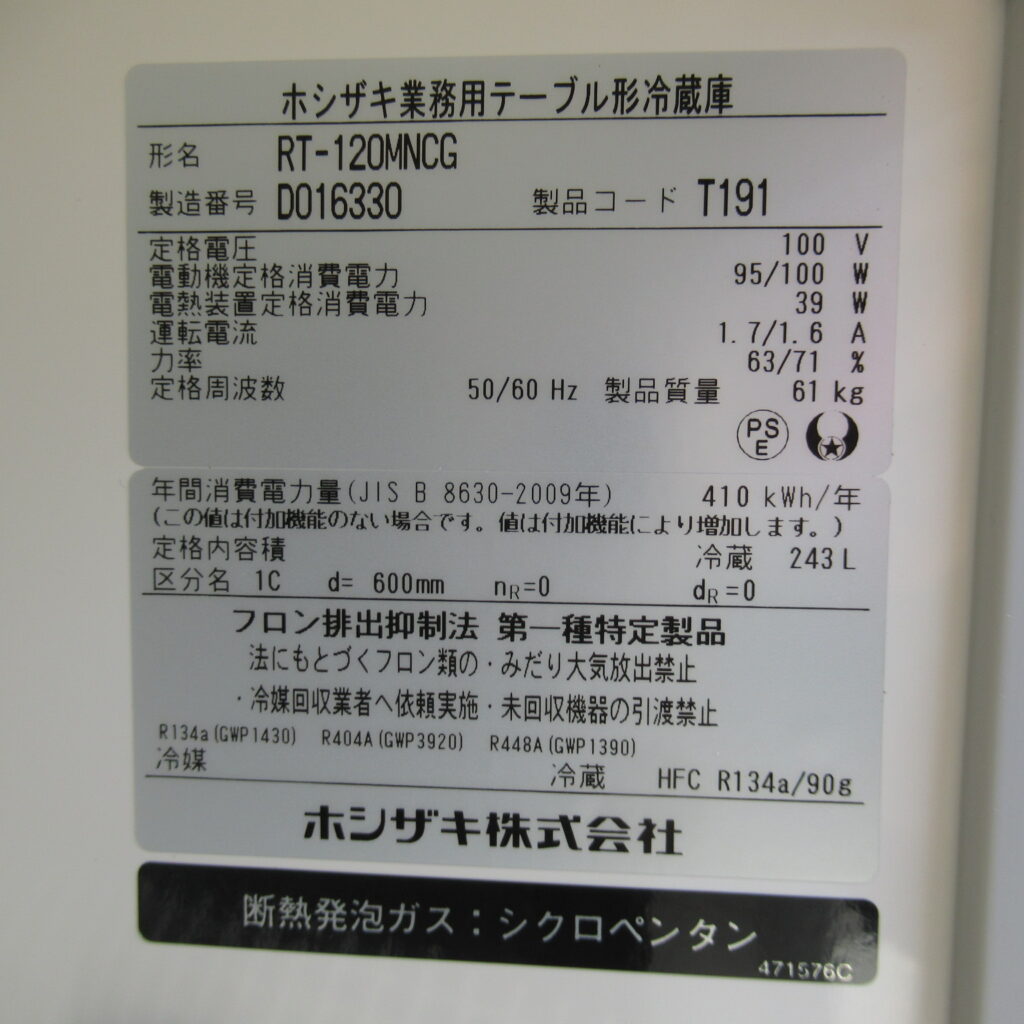 ホシザキ業務用テーブル形冷蔵庫
形名 RT-120MNCG
製造番号 D016330 製品コード T191
定格電圧 100 V
電動機定格消費電力 95/100 W
電熱装置定格消費電力 39 W
運転電流 1.7/1.6 A
力率 63/71 %
定格周波数 50/60 Hz 製品質量 61 kg
PS
E
年間消費電力量(JIS B 8630-2009年) 410 kWh/年
(この値は付加機能のない場合です。値は付加機能により増加します。)
定格内容積 冷蔵 243L
区分名 1C d= 600mm nR=0 dR=0
フロン排出抑制法 第一種特定製品
法にもとづくフロン類の・みだり大気放出禁止
・冷媒回収業者へ依頼実施・未回収機器の引渡禁止
R134a(GWP1430) R404A(GWP3920) R448A(GWP1390)
冷媒 冷蔵 HFC R134a/90g
ホシザキ株式会社
断熱発泡ガス:シクロペンタン
471576C